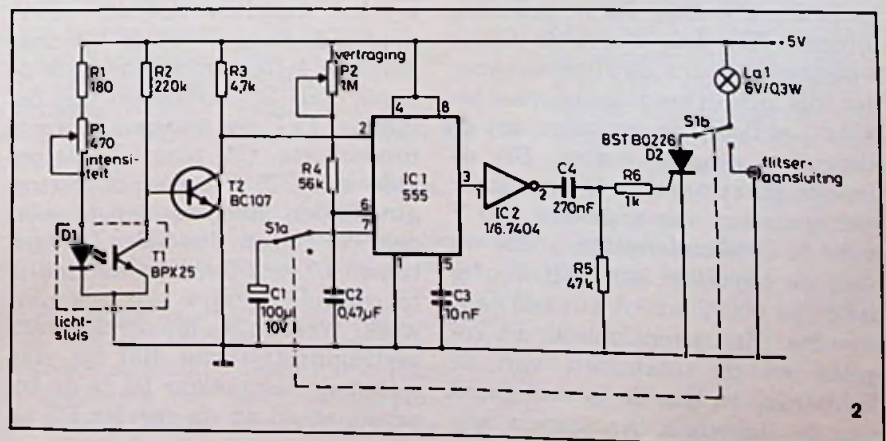 5V
R1
180
R2
220k
R3
4,7k
vertraging
P2
1M
La1
6V/0,3W
P1
470
intensi-
teit
4
8
2
S1b
BSTB0226
D2
T2
BC107
R4
56k
IC1
555
3
1
2
C4
270nF
R6
1k
flitser-
aansluiting
IC2
1/6.7404
D1
T1
BPX25
S1a
6
7
R5
47k
1
5
C1
100µ
10V
C2
0,47µF
C3
10nF
licht-
sluis
2